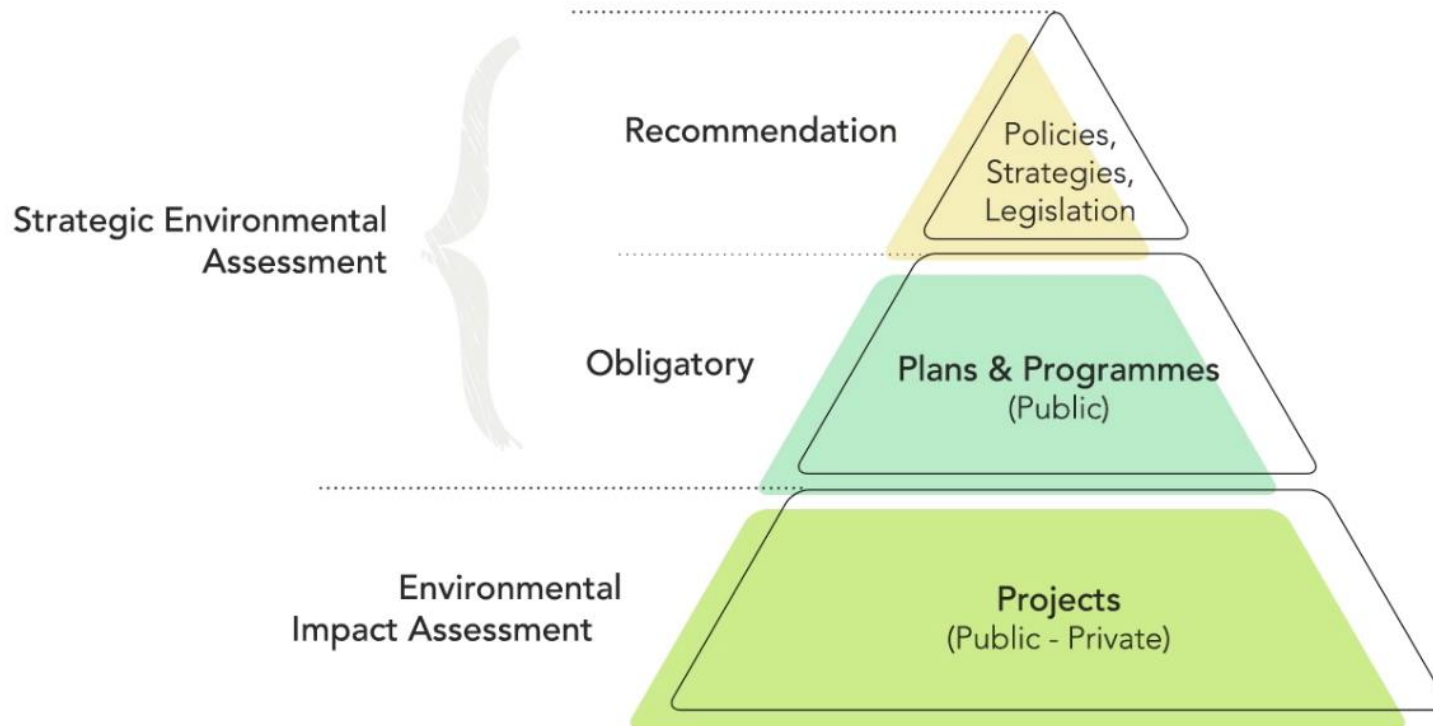 Recommendation
Policies,
Strategies,
Legislation
Strategic Environmental
Assessment
Obligatory
Plans & Programmes
(Public)
Environmental
Impact Assessment
Projects
(Public - Private)